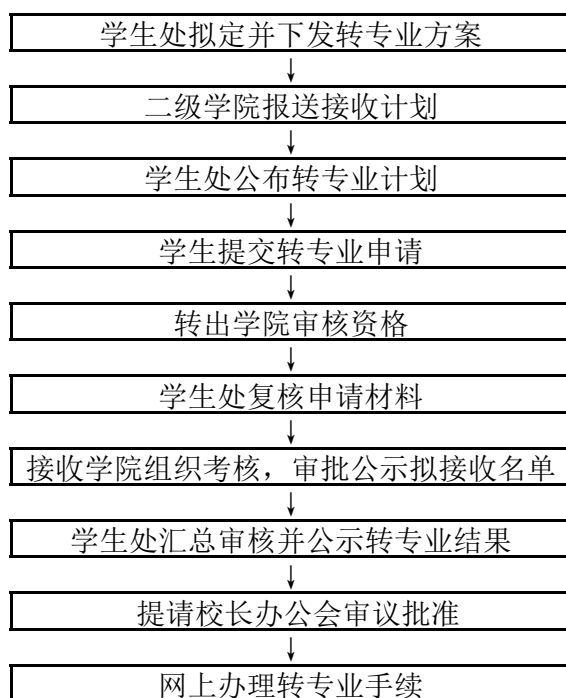 学生处拟定并下发转专业方案
二级学院报送接收计划
学生处公布转专业计划
学生提交转专业申请
转出学院审核资格
学生处复核申请材料
接收学院组织考核，审批公示拟接收名单
学生处汇总审核并公示转专业结果
提请校长办公会审议批准
网上办理转专业手续